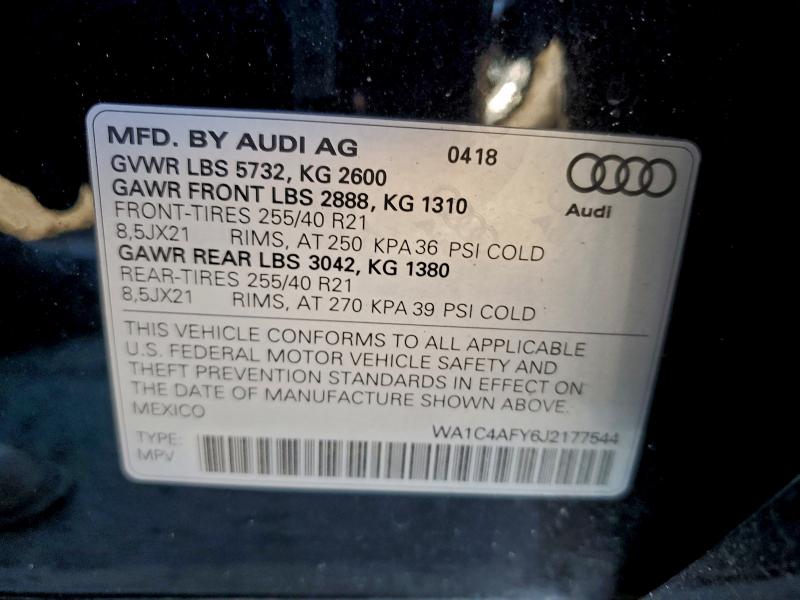 MFD. BY AUDI AG 0418
Audi
GVWR LBS 5732, KG 2600
GAWR FRONT LBS 2888, KG 1310
FRONT-TIRES 255/40 R21
8,5JX21 RIMS, AT 250 KPA 36 PSI COLD
GAWR REAR LBS 3042, KG 1380
REAR-TIRES 255/40 R21
8,5JX21 RIMS, AT 270 KPA 39 PSI COLD
THIS VEHICLE CONFORMS TO ALL APPLICABLE
U.S. FEDERAL MOTOR VEHICLE SAFETY AND
THEFT PREVENTION STANDARDS IN EFFECT ON
THE DATE OF MANUFACTURE SHOWN ABOVE.
MEXICO
WA1C4AFY6J2177544
TYPE:
MPV